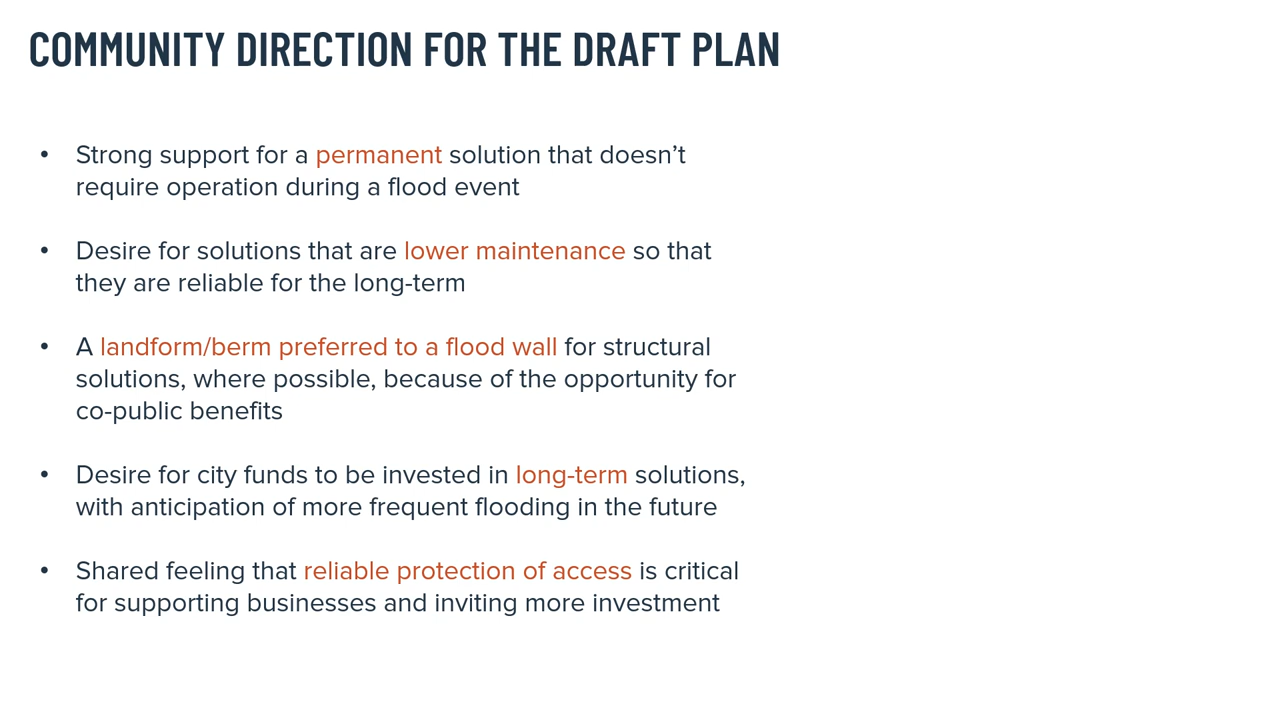 COMMUNITY DIRECTION FOR THE DRAFT PLAN
• Strong support for a permanent solution that doesn’t
require operation during a flood event
• Desire for solutions that are lower maintenance so that
they are reliable for the long-term
• A landform/berm preferred to a flood wall for structural
solutions, where possible, because of the opportunity for
co-public benefits
• Desire for city funds to be invested in long-term solutions,
with anticipation of more frequent flooding in the future
• Shared feeling that reliable protection of access is critical
for supporting businesses and inviting more investment